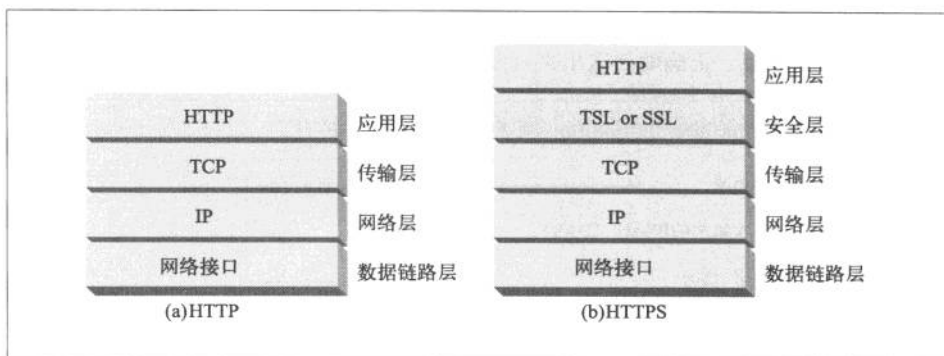 HTTP
应用层
TCP
传输层
IP
网络层
网络接口
数据链路层
(a)HTTP
HTTP
应用层
TSL or SSL
安全层
TCP
传输层
IP
网络层
网络接口
数据链路层
(b)HTTPS